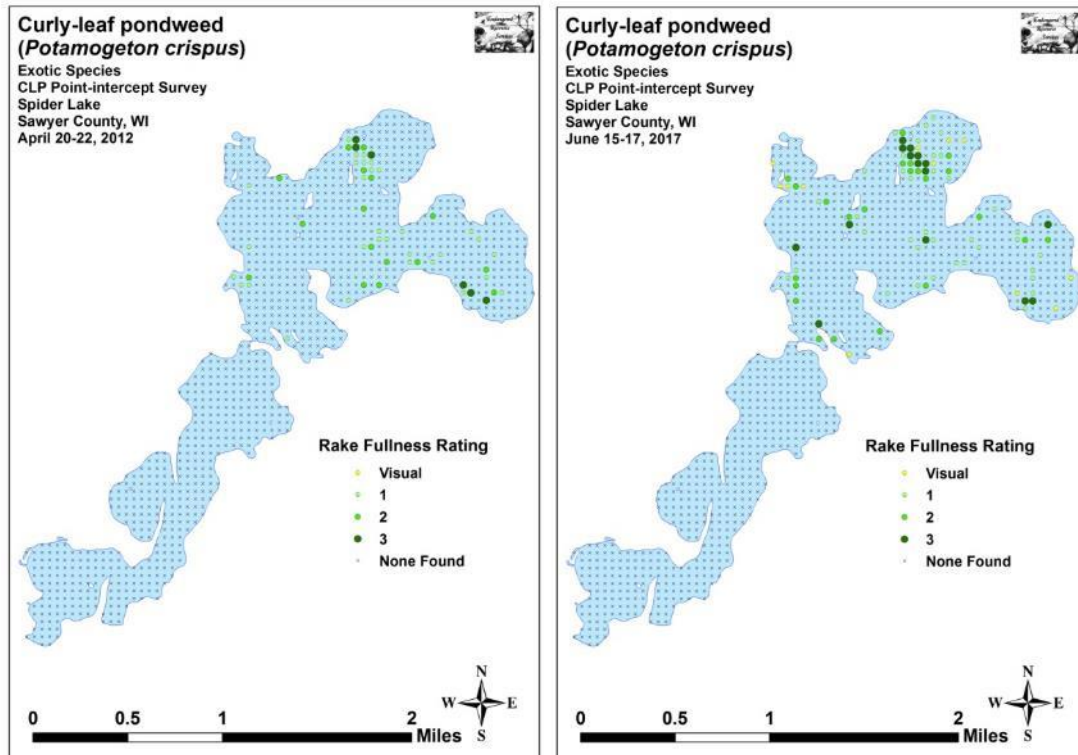 Curly-leaf pondweed
(Potamogeton crispus)
Exotic Species
CLP Point-intercept Survey
Spider Lake
Sawyer County, WI
April 20-22, 2012
Rake Fullness Rating
Visual
1
2
3
None Found
N
W E
S
0 0.5 1 2
Miles
Curly-leaf pondweed
(Potamogeton crispus)
Exotic Species
CLP Point-intercept Survey
Spider Lake
Sawyer County, WI
June 15-17, 2017
Rake Fullness Rating
Visual
1
2
3
None Found
N
W E
S
0 0.5 1 2
Miles